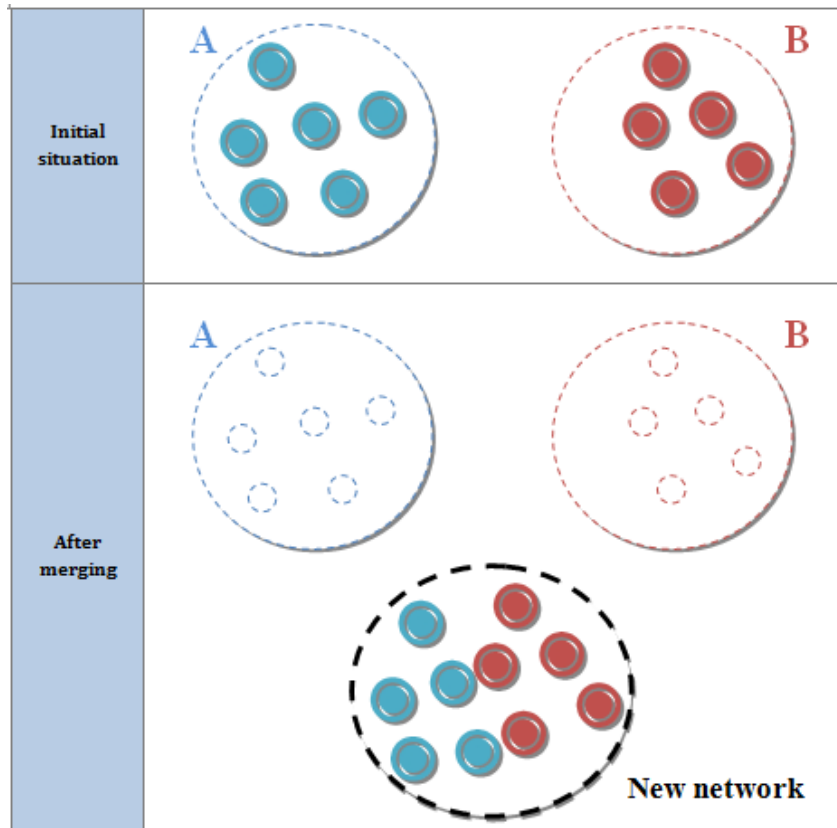 A
B
Initial
situation
A
B
After
merging
New network